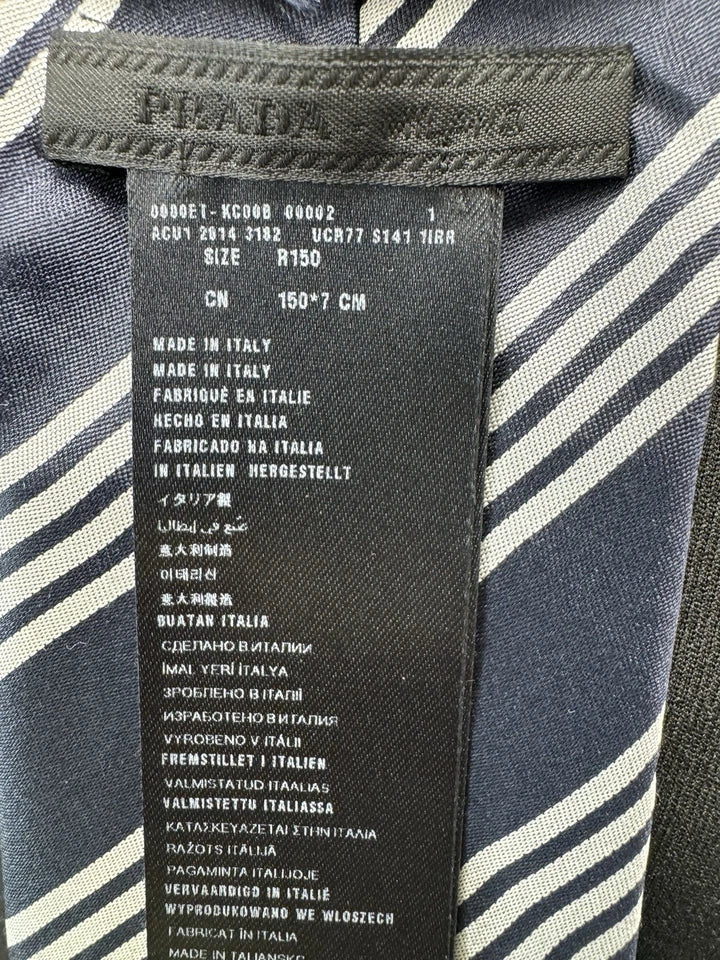 PRADA
0000ET-KC00B 00002 1
ACU1 2014 3182 UCR77 S141 1IRR
SIZE R150
CN 150*7 CM
MADE IN ITALY
MADE IN ITALY
FABRIQUÉ EN ITALIE
HECHO EN ITALIA
FABRICADO NA ITALIA
IN ITALIEN HERGESTELLT
イタリア製
صنع في إيطاليا
意大利制造
이태리산
意大利製造
BUATAN ITALIA
СДЕЛАНО В ИТАЛИИ
İMAL YERİ İTALYA
ЗРОБЛЕНО В ІТАЛІЇ
ИЗРАБОТЕНО В ИТАЛИЯ
VYROBENO V ITÁLII
FREMSTILLET I ITALIEN
VALMISTATUD ITAALIAS
VALMISTETTU ITALIASSA
ΚΑΤΑΣΚΕΥΑΖΕΤΑΙ ΣΤΗΝ ΙΤΑΛΙΑ
RAŽOTS ITĀLIJĀ
PAGAMINTA ITALIJOJE
VERVAARDIGD IN ITALIË
WYPRODUKOWANO WE WLOSZECH
FABRICAT ÎN ITALIA
MADE IN TALIANSKO